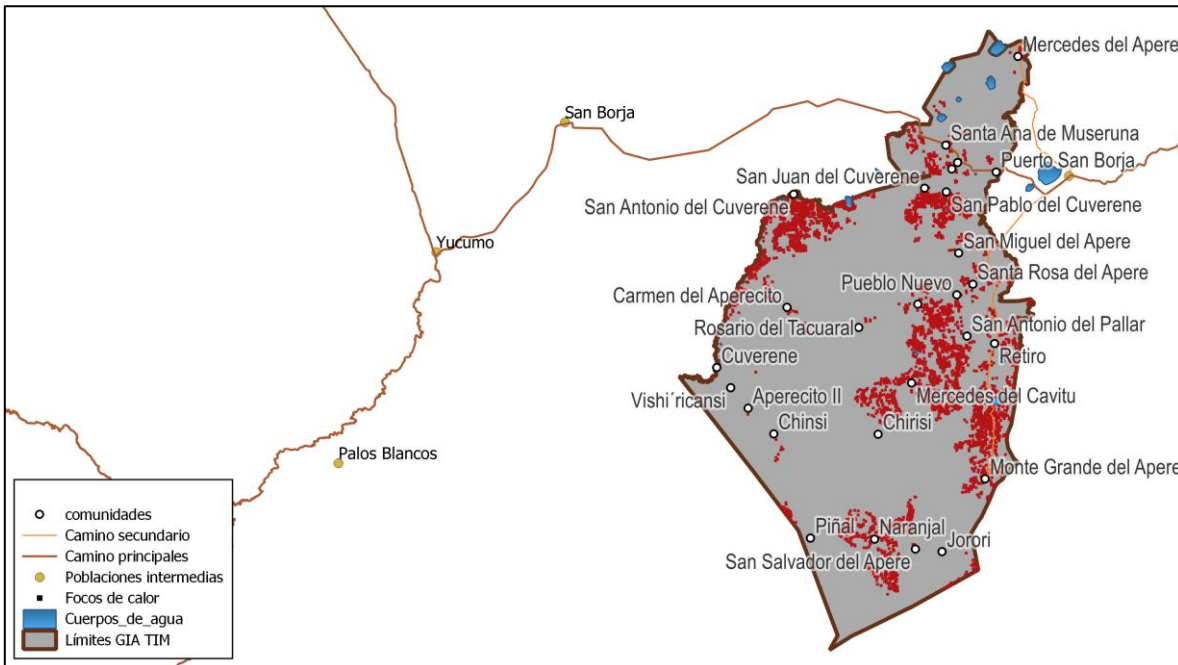 Mercedes del Apere
San Borja
Santa Ana de Museruna
Puerto San Borja
San Juan del Cuverene
San Antonio del Cuverene
San Pablo del Cuverene
Yucumo
San Miguel del Apere
Santa Rosa del Apere
Pueblo Nuevo
Carmen del Aperecito
Rosario del Tacuaral
San Antonio del Pallar
Retiro
Cuverene
Vishi´ricansi
Aperecito II
Mercedes del Cavitu
Chinsi
Chirisi
Palos Blancos
Monte Grande del Apere
Piñal
Naranjal
San Salvador del Apere
Jorori
comunidades
Camino secundario
Camino principales
Poblaciones intermedias
Focos de calor
Cuerpos_de_agua
Límites GIA TIM